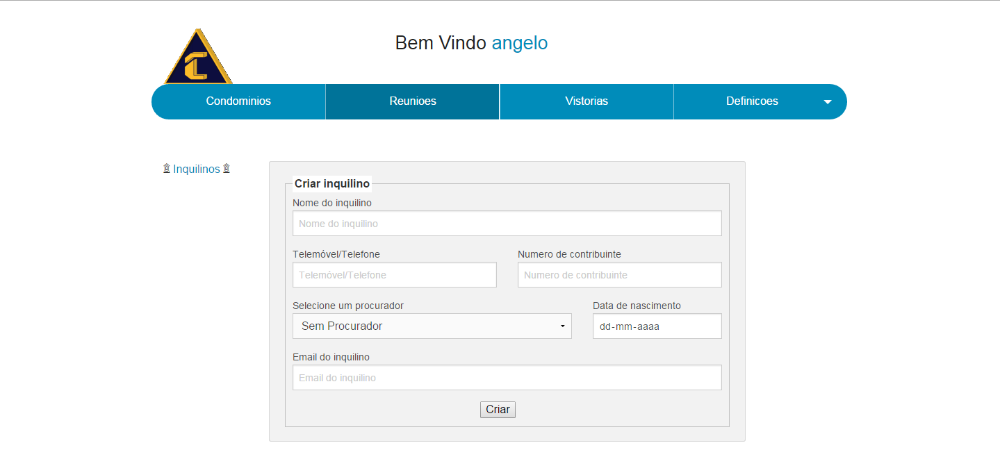 Bem Vindo angelo
Condominios Reunioes Vistorias Definicoes
Inquilinos
Criar inquilino
Nome do inquilino
Nome do inquilino
Telemóvel/Telefone Numero de contribuinte
Telemóvel/Telefone Numero de contribuinte
Selecione um procurador Data de nascimento
Sem Procurador dd-mm-aaaa
Email do inquilino
Email do inquilino
Criar